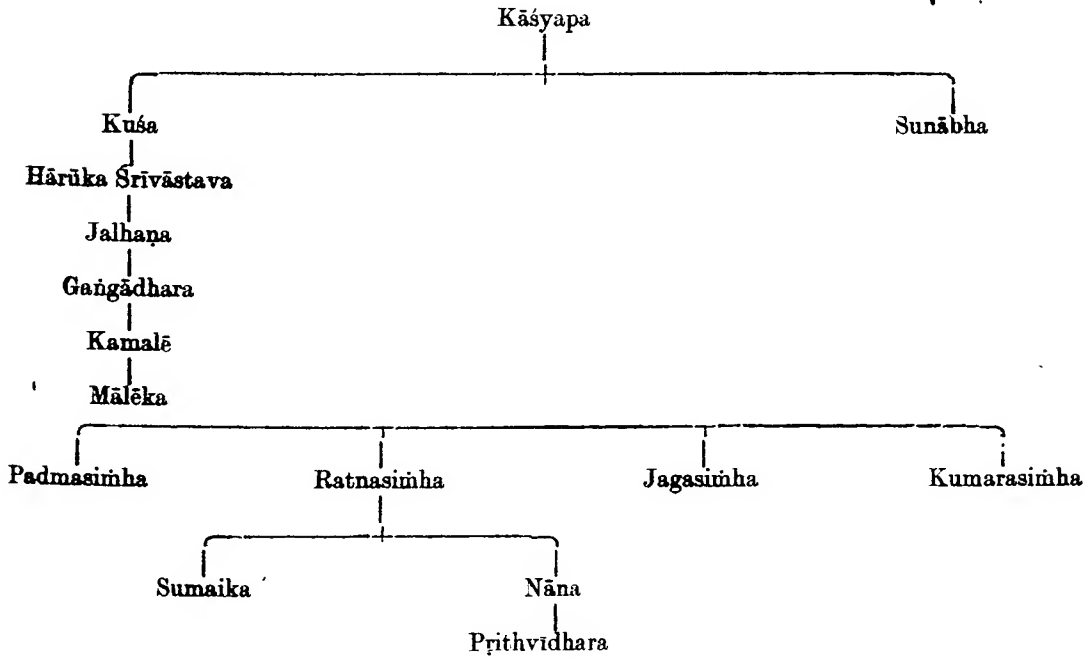 Kāśyapa
Kuśa Sunābha
Hārūka Śrīvāstava
Jalhaṇa
Gaṅgādhara
Kamalē
Mālēka
Padmasiṁha Ratnasiṁha Jagasiṁha Kumarasiṁha
Sumaika Nāna
Pṛithvīdhara